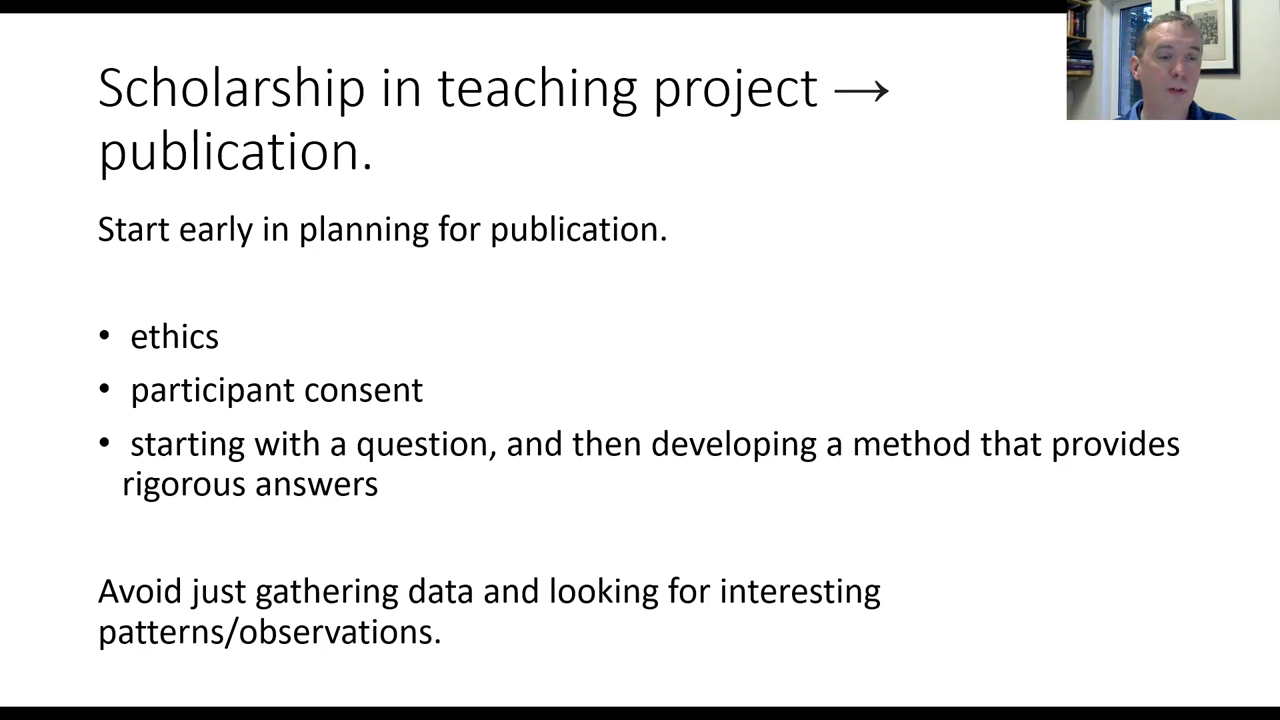 Scholarship in teaching project →
publication.
Start early in planning for publication.
• ethics
• participant consent
• starting with a question, and then developing a method that provides
rigorous answers
Avoid just gathering data and looking for interesting
patterns/observations.